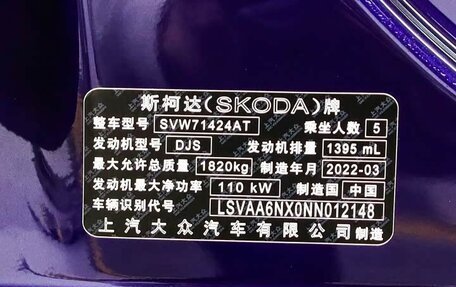 斯柯达(SKODA)牌
整车型号 SVW71424AT 乘坐人数 5
发动机型号 DJS 发动机排量 1395 mL
最大允许总质量 1820kg 制造年月 2022-03
发动机最大净功率 110 kW 制造国 中国
车辆识别代号 LSVAA6NX0NN012148
上汽大众汽车有限公司制造